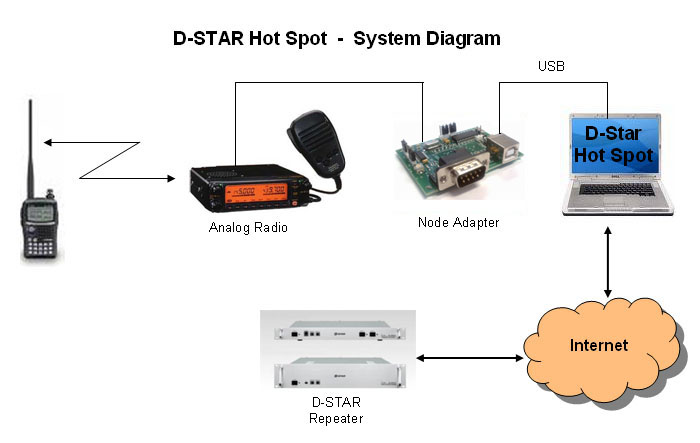 D-STAR Hot Spot - System Diagram
USB
D-Star
Hot Spot
Analog Radio
Node Adapter
Internet
D-STAR
Repeater